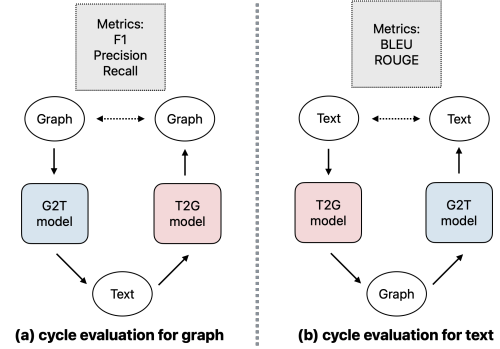 Metrics:
F1
Precision
Recall
Graph
Graph
G2T
model
T2G
model
Text
(a) cycle evaluation for graph
Metrics:
BLEU
ROUGE
Text
Text
T2G
model
G2T
model
Graph
(b) cycle evaluation for text